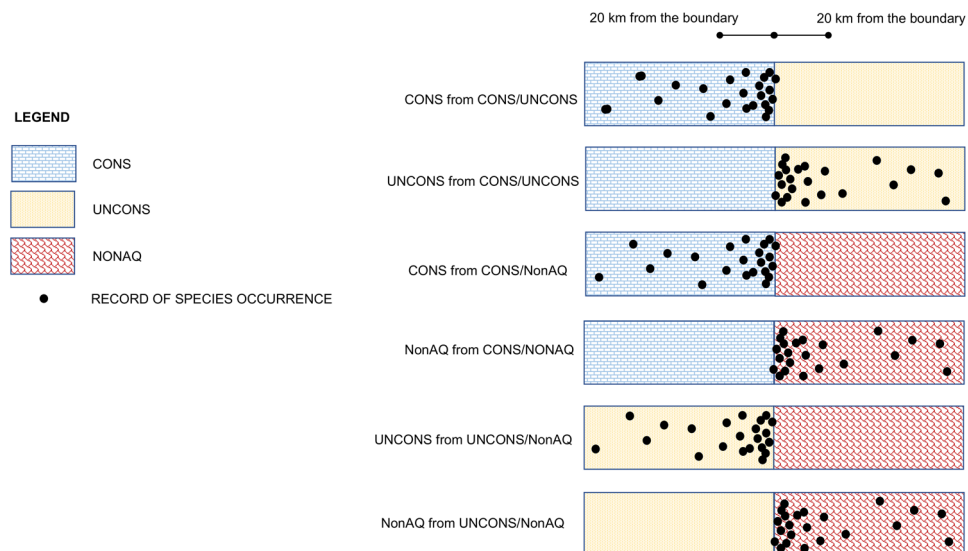 20 km from the boundary
20 km from the boundary
CONS from CONS/UNCONS
LEGEND
CONS
UNCONS from CONS/UNCONS
UNCONS
NONAQ
CONS from CONS/NonAQ
RECORD OF SPECIES OCCURRENCE
NonAQ from CONS/NONAQ
UNCONS from UNCONS/NonAQ
NonAQ from UNCONS/NonAQ